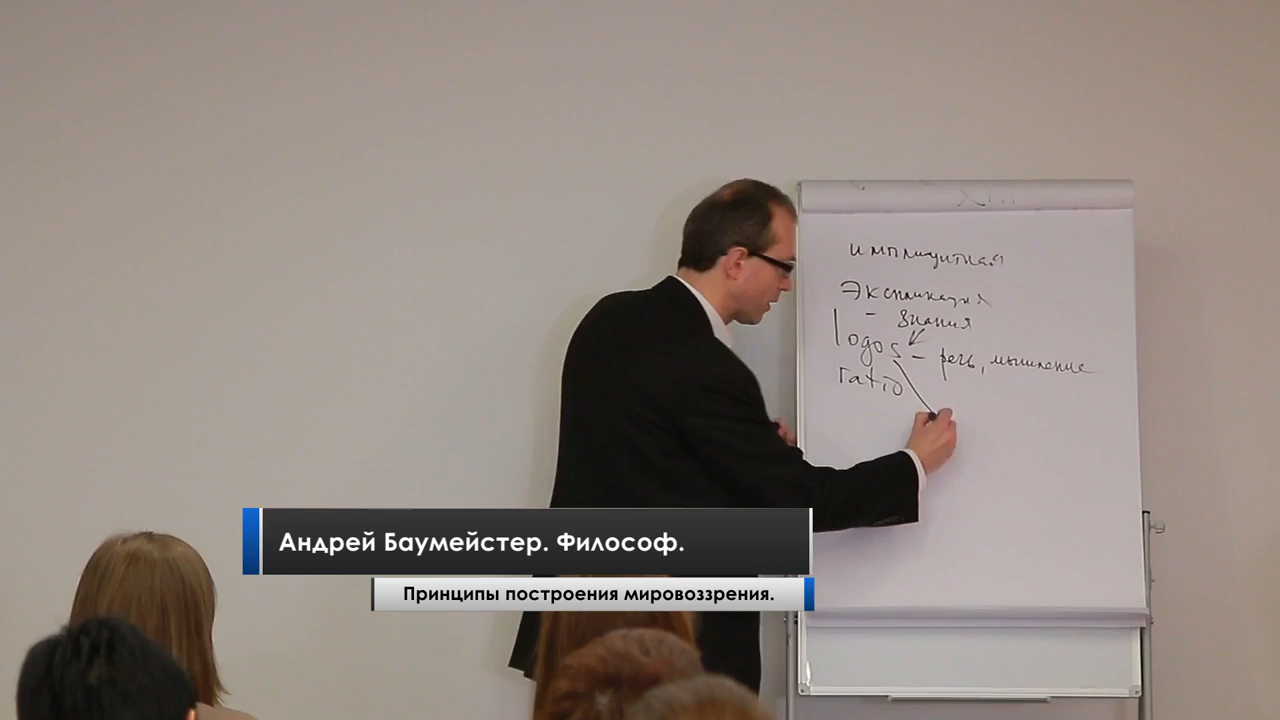 имплицитная
Экспликация
- знания
logos - речь, мышление
ratio
Андрей Баумейстер. Философ.
Принципы построения мировоззрения.